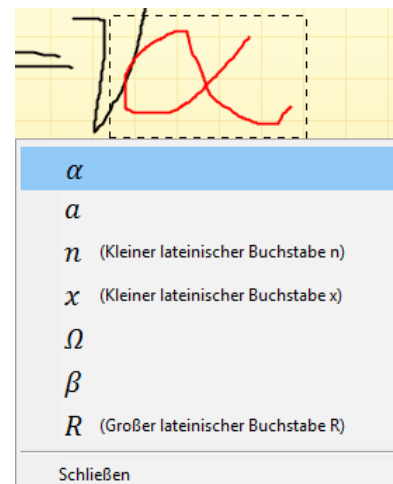 α
α
a
n (Kleiner lateinischer Buchstabe n)
x (Kleiner lateinischer Buchstabe x)
Ω
β
R (Großer lateinischer Buchstabe R)
Schließen